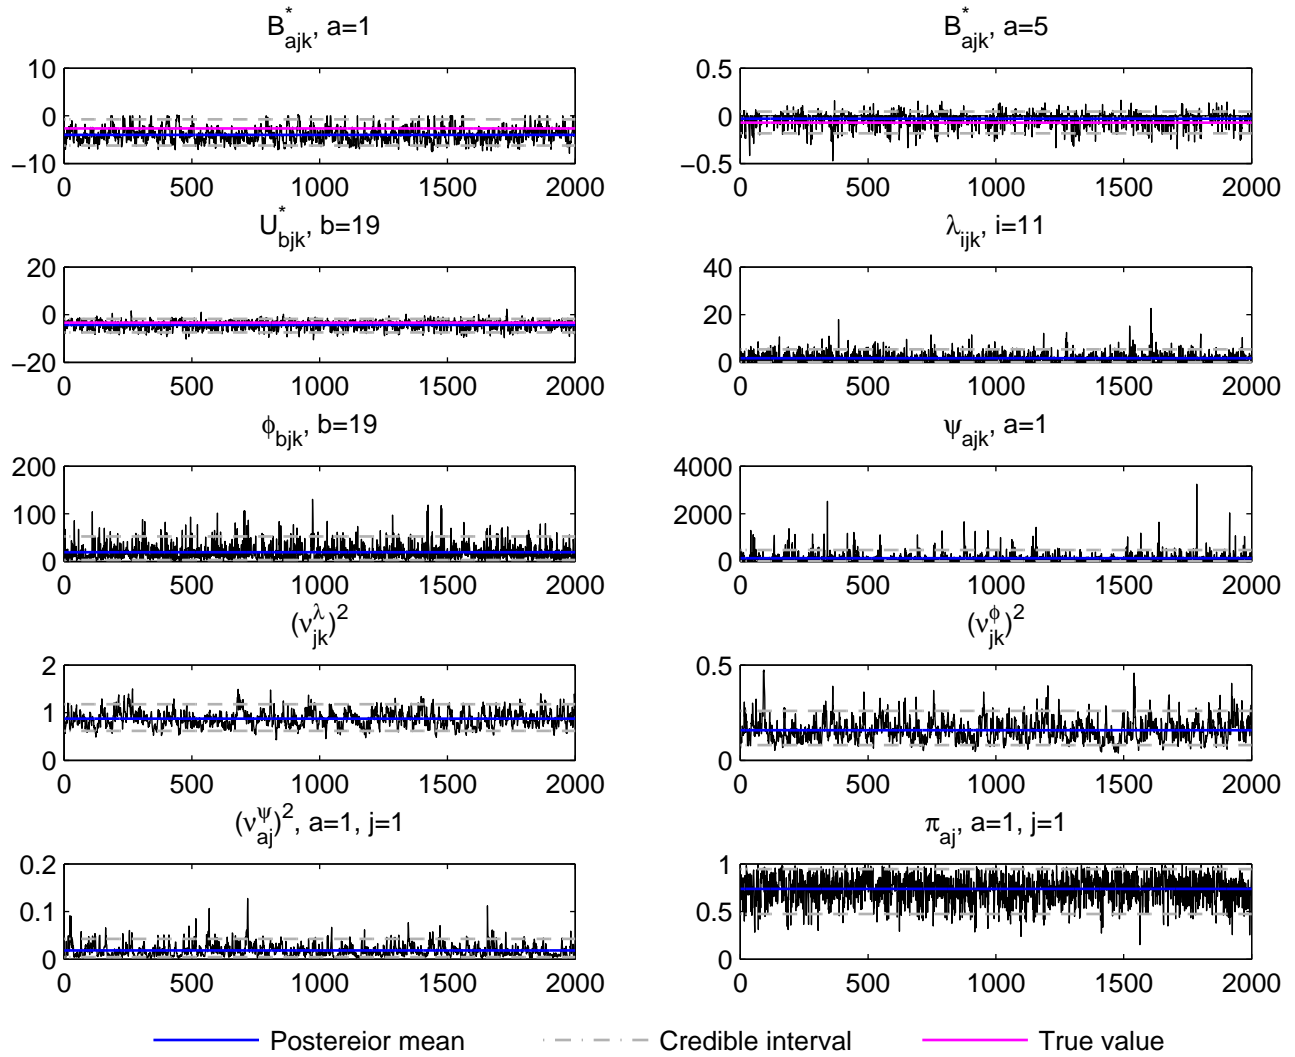 B*ajk, a=1
B*ajk, a=5
10
0
−10
0 500 1000 1500 2000
0.5
0
−0.5
0 500 1000 1500 2000
U*bjk, b=19
λijk, i=11
20
0
−20
0 500 1000 1500 2000
40
20
0
0 500 1000 1500 2000
ϕbjk, b=19
ψajk, a=1
200
100
0
0 500 1000 1500 2000
4000
2000
0
0 500 1000 1500 2000
(νλjk)2
(νϕjk)2
2
1
0
0 500 1000 1500 2000
0.5
0
0 500 1000 1500 2000
(νψaj)2, a=1, j=1
πaj, a=1, j=1
0.2
0.1
0
0 500 1000 1500 2000
1
0.5
0
0 500 1000 1500 2000
Postereior mean Credible interval True value